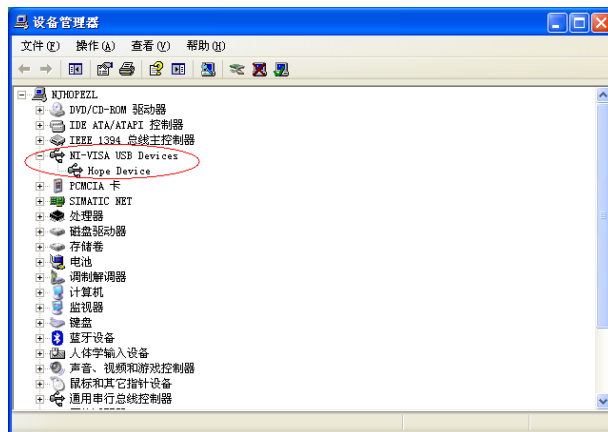 设备管理器
文件(F) 操作(A) 查看(V) 帮助(H)
NJHOPEZL
DVD/CD-ROM 驱动器
IDE ATA/ATAPI 控制器
IEEE 1394 总线主控制器
NI-VISA USB Devices
Hope Device
PCMCIA 卡
SIMATIC NET
处理器
磁盘驱动器
存储卷
电池
调制解调器
计算机
监视器
键盘
蓝牙设备
人体学输入设备
声音、视频和游戏控制器
鼠标和其它指针设备
通用串行总线控制器